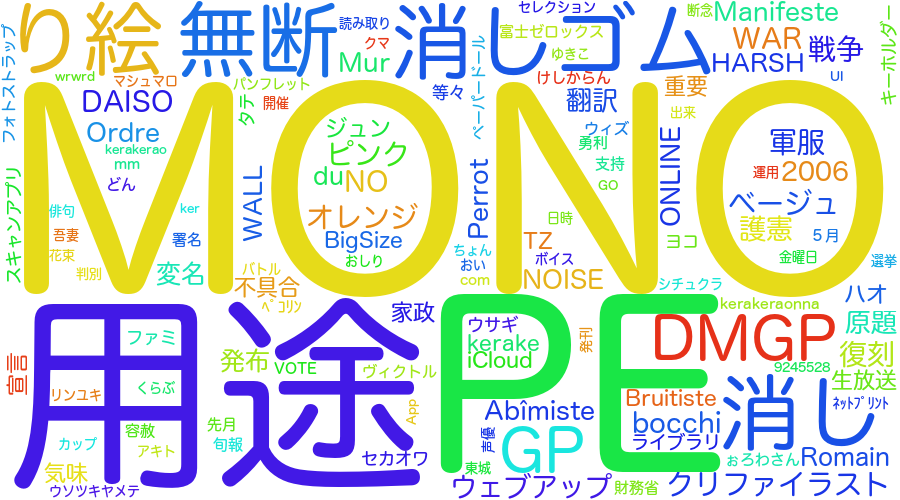 り絵
無断
消しゴム
セレクション
断念
Manifeste
読み取り
クマ
Mur
富士ゼロックス
ゆきこ
WAR
戦争
HARSH
UI
フォトストラップ
wrwrd
マシュマロ
パンフレット
開催
タテ
等々
ペーパードール
けしからん
重要
キーホルダー
DAISO
翻訳
出来
MONO
Ordre
kerakerao
mm
どん
ジュン
ピンク
du
NO
ウィズ
勇利
支持
GO
軍服
運用
2006
スキャンアプリ
俳句
ker
WALL
Perrot
ONLINE
オレンジ
日時
ベージュ
吾妻
署名
BigSize
TZ
護憲
5月
花束
おしり
ちょん
おい
ボイス
ヨコ
金曜日
判別
変名
バトル
不具合
com
NOISE
シチュクラ
選挙
ペコリン
kerakeraonna
ハオ
用途
家政
PE
ウサギ
kerake
iCloud
発刊
DMGP
原題
ファミ
発布
VOTE
ヴィクトル
復刻
9245528
生放送
宣言
リンユキ
くらぶ
App
Bruitiste
ﾈｯﾄﾌﾟﾘﾝﾄ
容赦
先月
Abîmiste
bocchi
消し
カップ
アキト
旬報
声優
GP
ライブラリ
気味
セカオワ
東城
ぉろわさん
Romain
ウソツキヤメテ
ウェブアップ
財務省
クリファイラスト